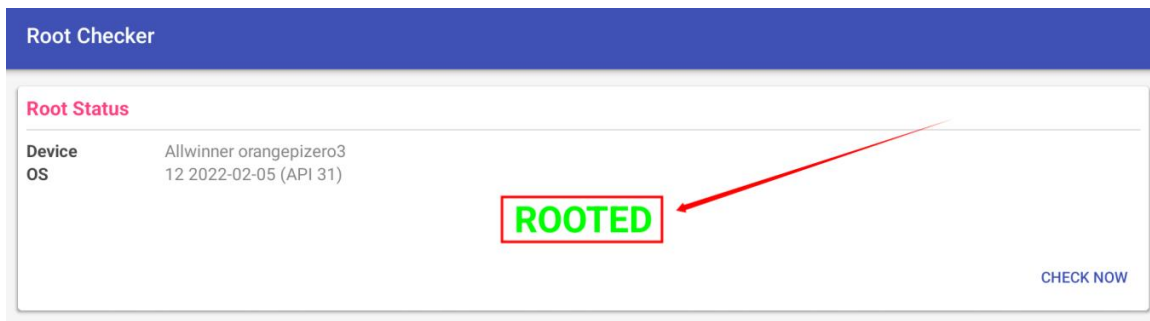 Root Checker
Root Status
Device Allwinner orangepizero3
OS 12 2022-02-05 (API 31)
ROOTED
CHECK NOW